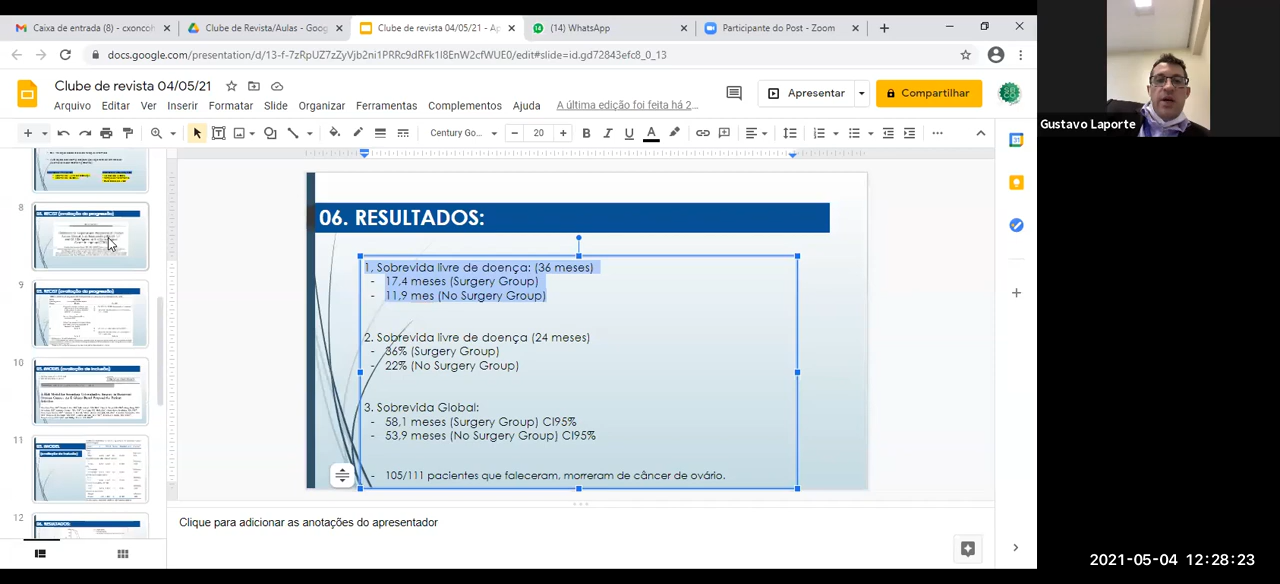 Caixa de entrada (8) - cxoncol
Clube de Revista/Aulas - Goog
Clube de revista 04/05/21 - Ap
(14) WhatsApp
Participante do Post - Zoom
docs.google.com/presentation/d/13-f-7zRpUZ7zZyVjb2ni1PRRc9dRFk1I8EnW2cfWUE0/edit#slide=id.gd72843efc8_0_13
Clube de revista 04/05/21
Arquivo Editar Ver Inserir Formatar Slide Organizar Ferramentas Complementos Ajuda A última edição foi feita há 2...
Apresentar
Compartilhar
Century Go...
20
Gustavo Laporte
8
9
10
11
12
06. RESULTADOS:
1, Sobrevida livre de doença: (36 meses)
- 17,4 meses (Surgery Group)
- 11,9 mes (No Surgery Group)
2. Sobrevida livre de doença (24 meses)
- 36% (Surgery Group)
- 22% (No Surgery Group)
3. Sobrevida Global:
- 58,1 meses (Surgery Group) CI95%
- 53,9 meses (No Surgery Group) CI95%
- 105/111 pacientes que faleceram, morreram de câncer de ovário.
Clique para adicionar as anotações do apresentador
2021-05-04 12:28:23